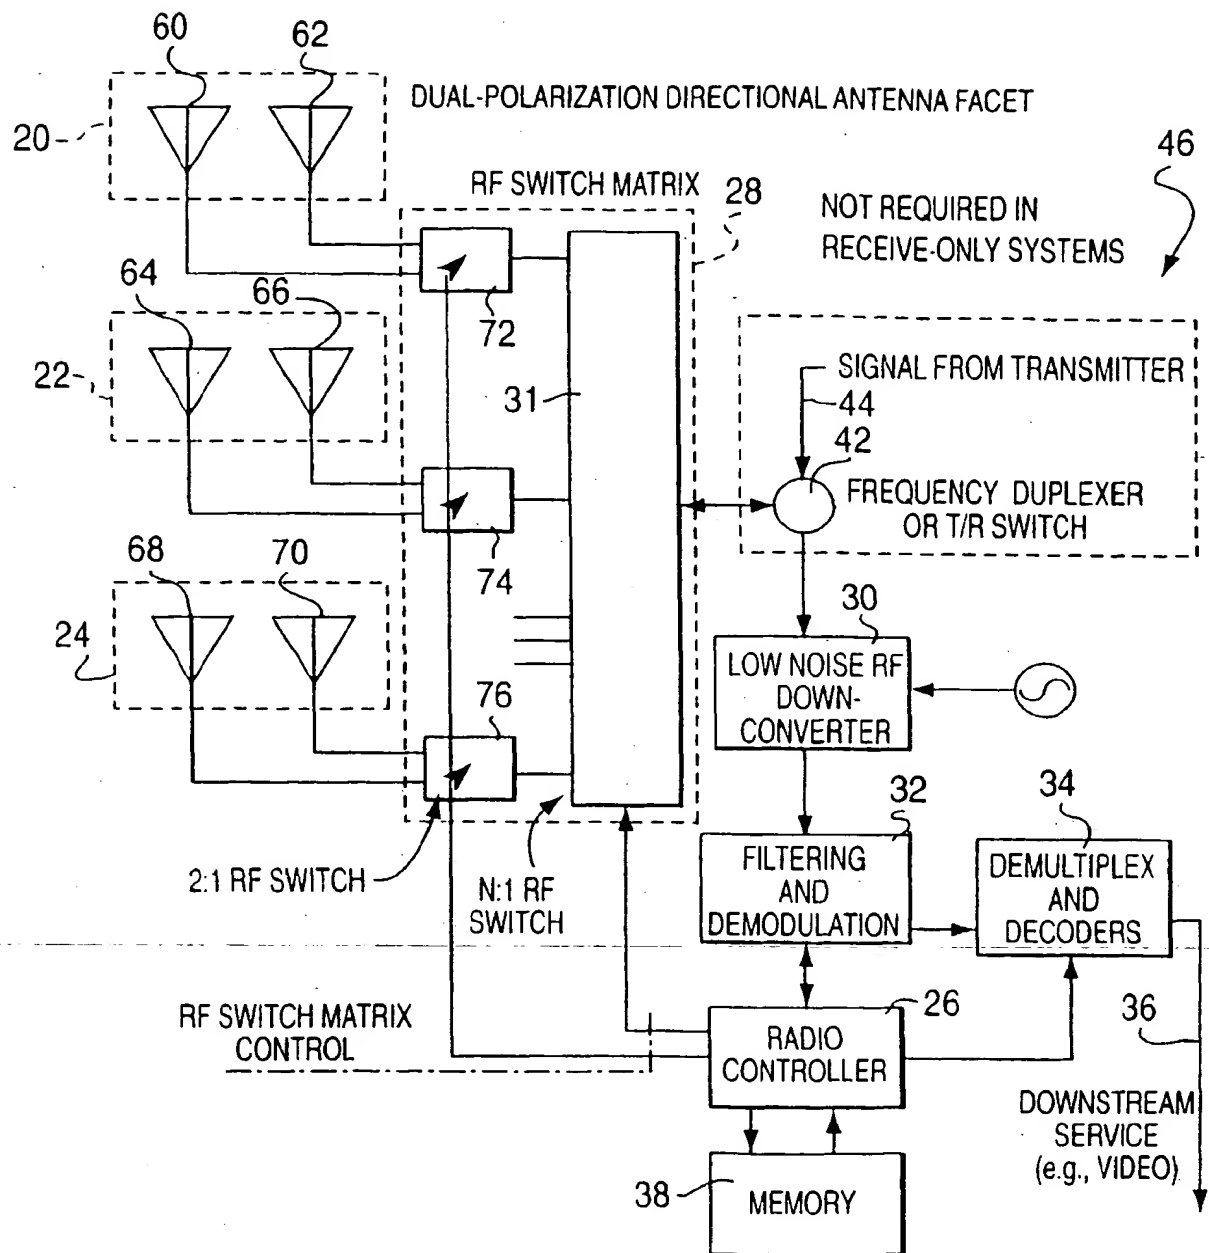 60
62
20
DUAL-POLARIZATION DIRECTIONAL ANTENNA FACET
46
RF SWITCH MATRIX
28
NOT REQUIRED IN
RECEIVE-ONLY SYSTEMS
64
66
72
22
31
SIGNAL FROM TRANSMITTER
44
42
FREQUENCY DUPLEXER
OR T/R SWITCH
68
70
74
24
30
LOW NOISE RF
DOWN-
CONVERTER
76
32
34
2:1 RF SWITCH
N:1 RF
SWITCH
FILTERING
AND
DEMODULATION
DEMULTIPLEX
AND
DECODERS
RF SWITCH MATRIX
CONTROL
26
RADIO
CONTROLLER
36
DOWNSTREAM
SERVICE
(e.g., VIDEO)
38
MEMORY